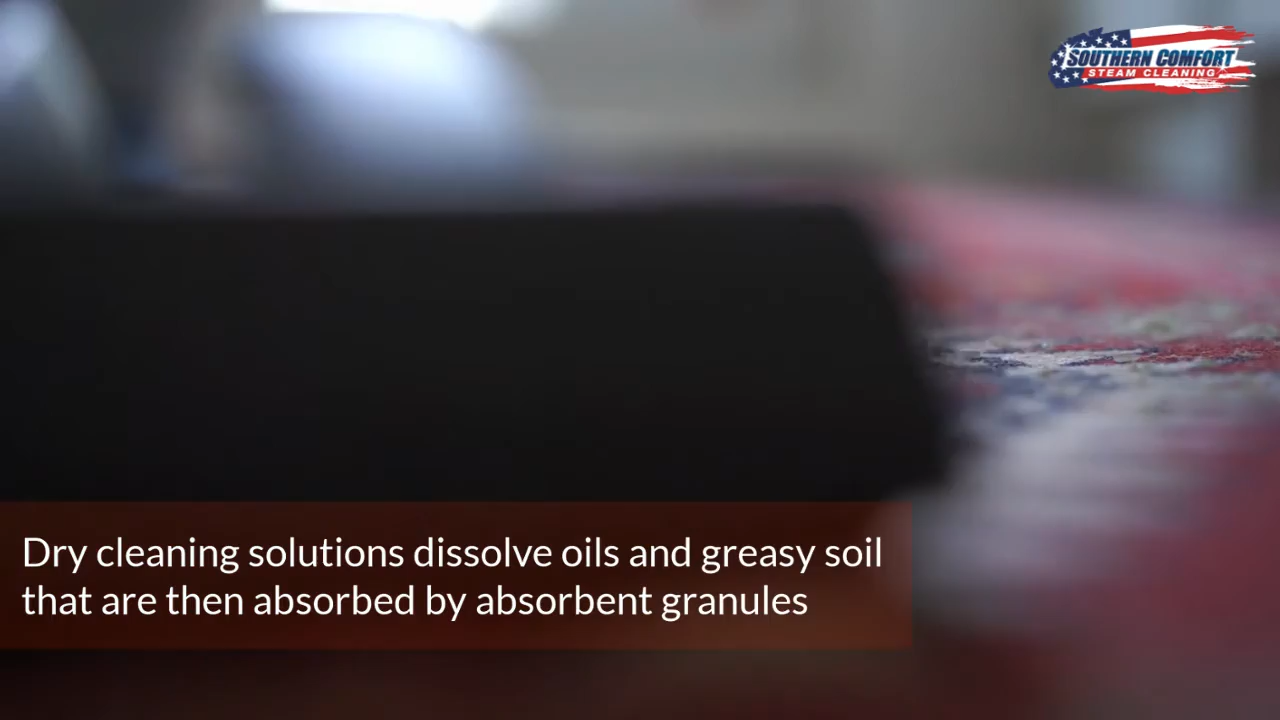 SOUTHERN COMFORT
STEAM CLEANING
Dry cleaning solutions dissolve oils and greasy soil
that are then absorbed by absorbent granules